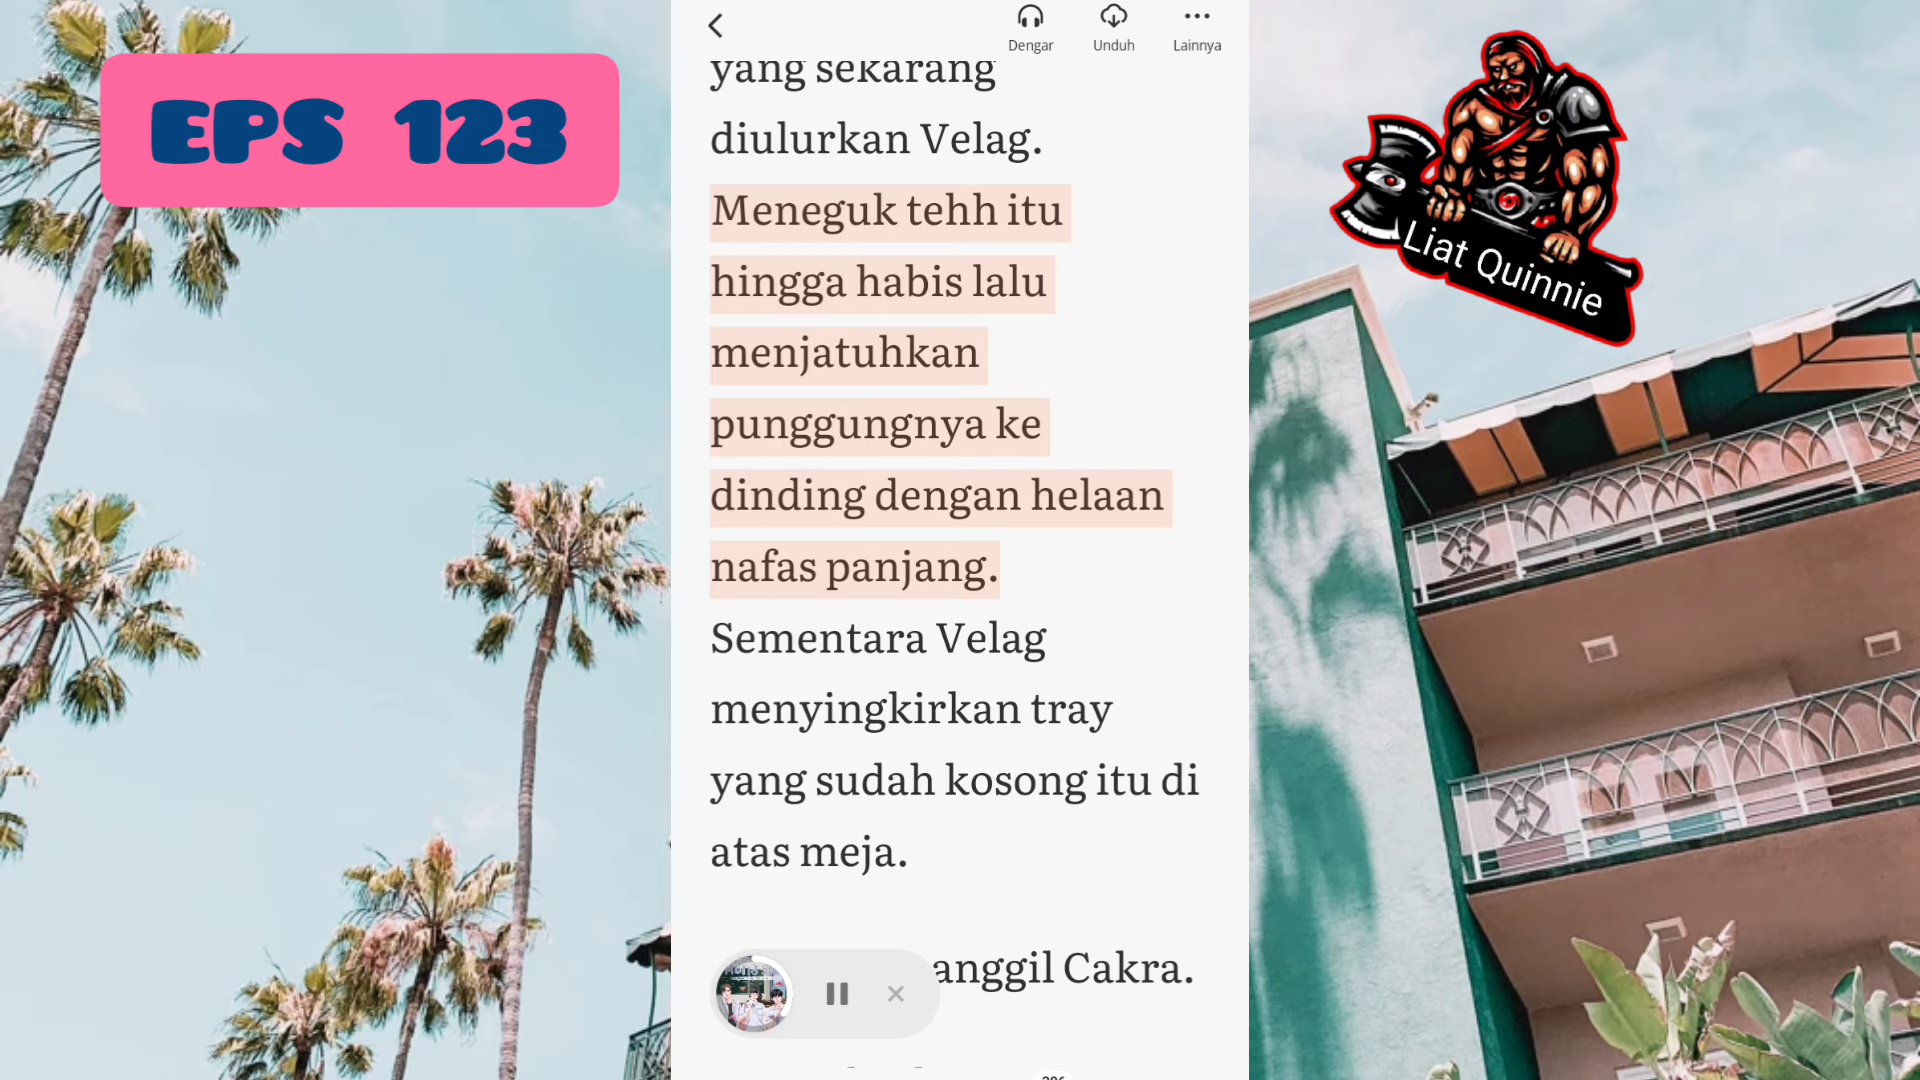 EPS 123
Dengar
Unduh
Lainnya
yang sekarang
diulurkan Velag.
Meneguk tehh itu
hingga habis lalu
menjatuhkan
punggungnya ke
dinding dengan helaan
nafas panjang.
Sementara Velag
menyingkirkan tray
yang sudah kosong itu di
atas meja.
anggil Cakra.
Liat Quinnie